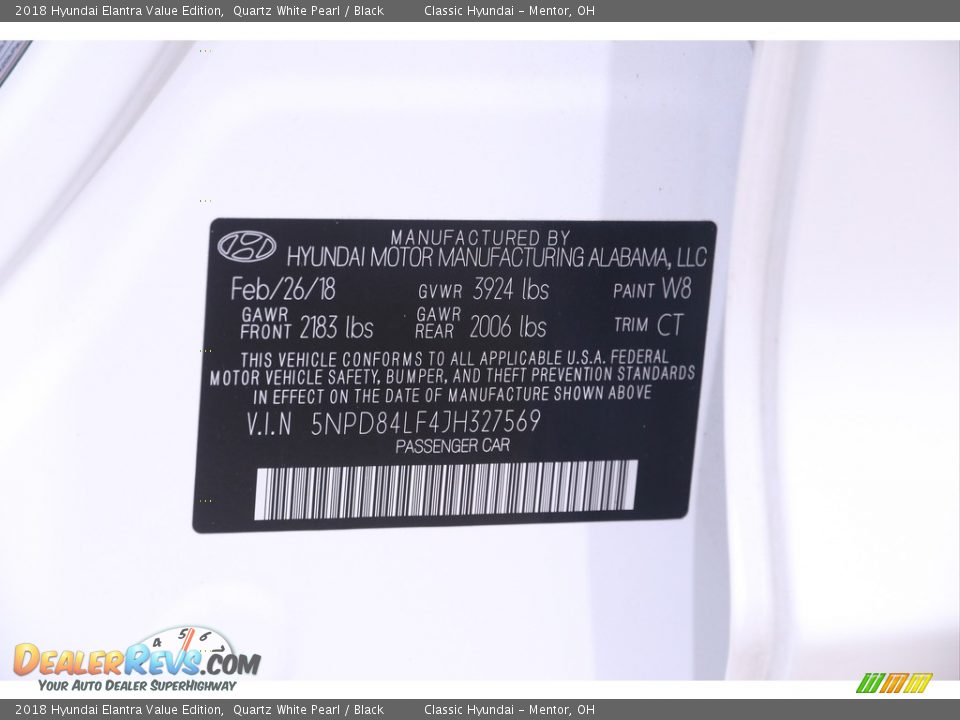 2018 Hyundai Elantra Value Edition, Quartz White Pearl / Black Classic Hyundai - Mentor, OH
MANUFACTURED BY
HYUNDAI MOTOR MANUFACTURING ALABAMA, LLC
Feb/26/18 GVWR 3924 lbs PAINT W8
GAWR FRONT 2183 lbs GAWR REAR 2006 lbs TRIM CT
THIS VEHICLE CONFORMS TO ALL APPLICABLE U.S.A. FEDERAL
MOTOR VEHICLE SAFETY, BUMPER, AND THEFT PREVENTION STANDARDS
IN EFFECT ON THE DATE OF MANUFACTURE SHOWN ABOVE
V.I.N 5NPD84LF4JH327569
PASSENGER CAR
4 5 6 7
DEALERREVS.COM
YOUR AUTO DEALER SUPERHIGHWAY
2018 Hyundai Elantra Value Edition, Quartz White Pearl / Black Classic Hyundai - Mentor, OH